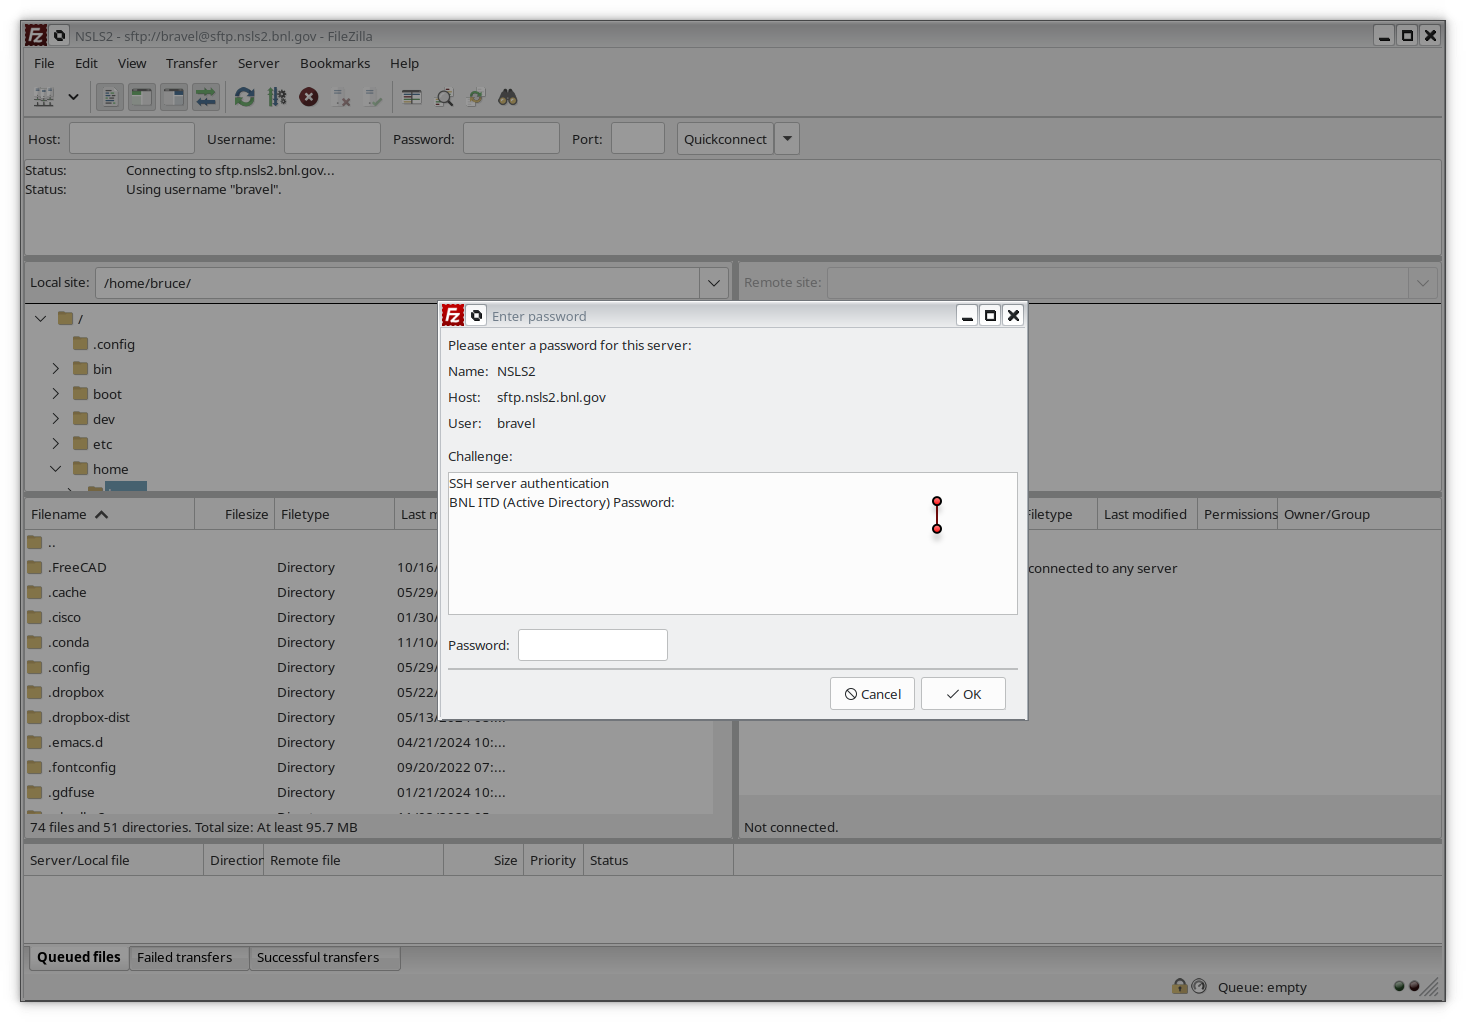 NSLS2 - sftp://bravel@sftp.nsls2.bnl.gov - FileZilla
File Edit View Transfer Server Bookmarks Help
Host: Username: Password: Port: Quickconnect
Status: Connecting to sftp.nsls2.bnl.gov...
Status: Using username "bravel".
Local site: /home/bruce/ Remote site:
/
.config
bin
boot
dev
etc
home
Enter password
Please enter a password for this server:
Name: NSLS2
Host: sftp.nsls2.bnl.gov
User: bravel
Challenge:
SSH server authentication
BNL ITD (Active Directory) Password:
Password:
Cancel OK
Filename Filesize Filetype Last m
..
.FreeCAD Directory 10/16/
.cache Directory 05/29/
.cisco Directory 01/30/
.conda Directory 11/10/
.config Directory 05/29/
.dropbox Directory 05/22/
.dropbox-dist Directory 05/13/
.emacs.d Directory 04/21/2024 10:...
.fontconfig Directory 09/20/2022 07:...
.gdfuse Directory 01/21/2024 10:...
74 files and 51 directories. Total size: At least 95.7 MB
Filetype Last modified Permissions Owner/Group
connected to any server
Not connected.
Server/Local file Direction Remote file Size Priority Status
Queued files Failed transfers Successful transfers
Queue: empty